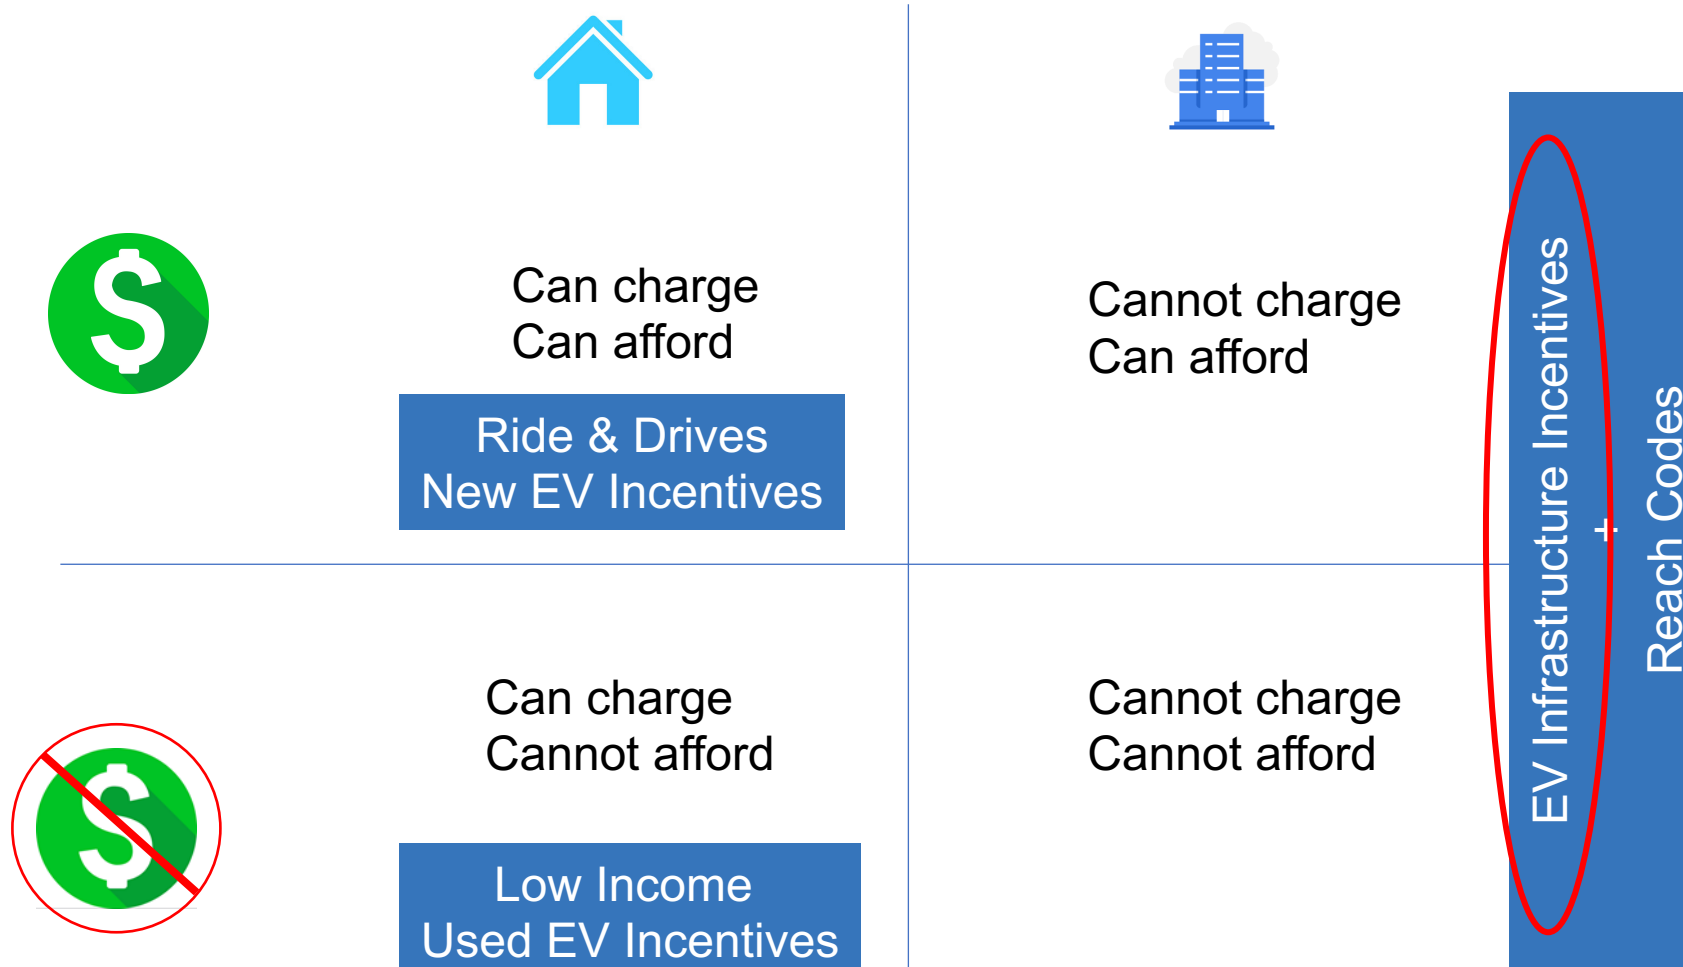 Can charge
Can afford
Ride & Drives
New EV Incentives
Cannot charge
Can afford
Can charge
Cannot afford
Low Income
Used EV Incentives
Cannot charge
Cannot afford
EV Infrastructure Incentives
+
Reach Codes